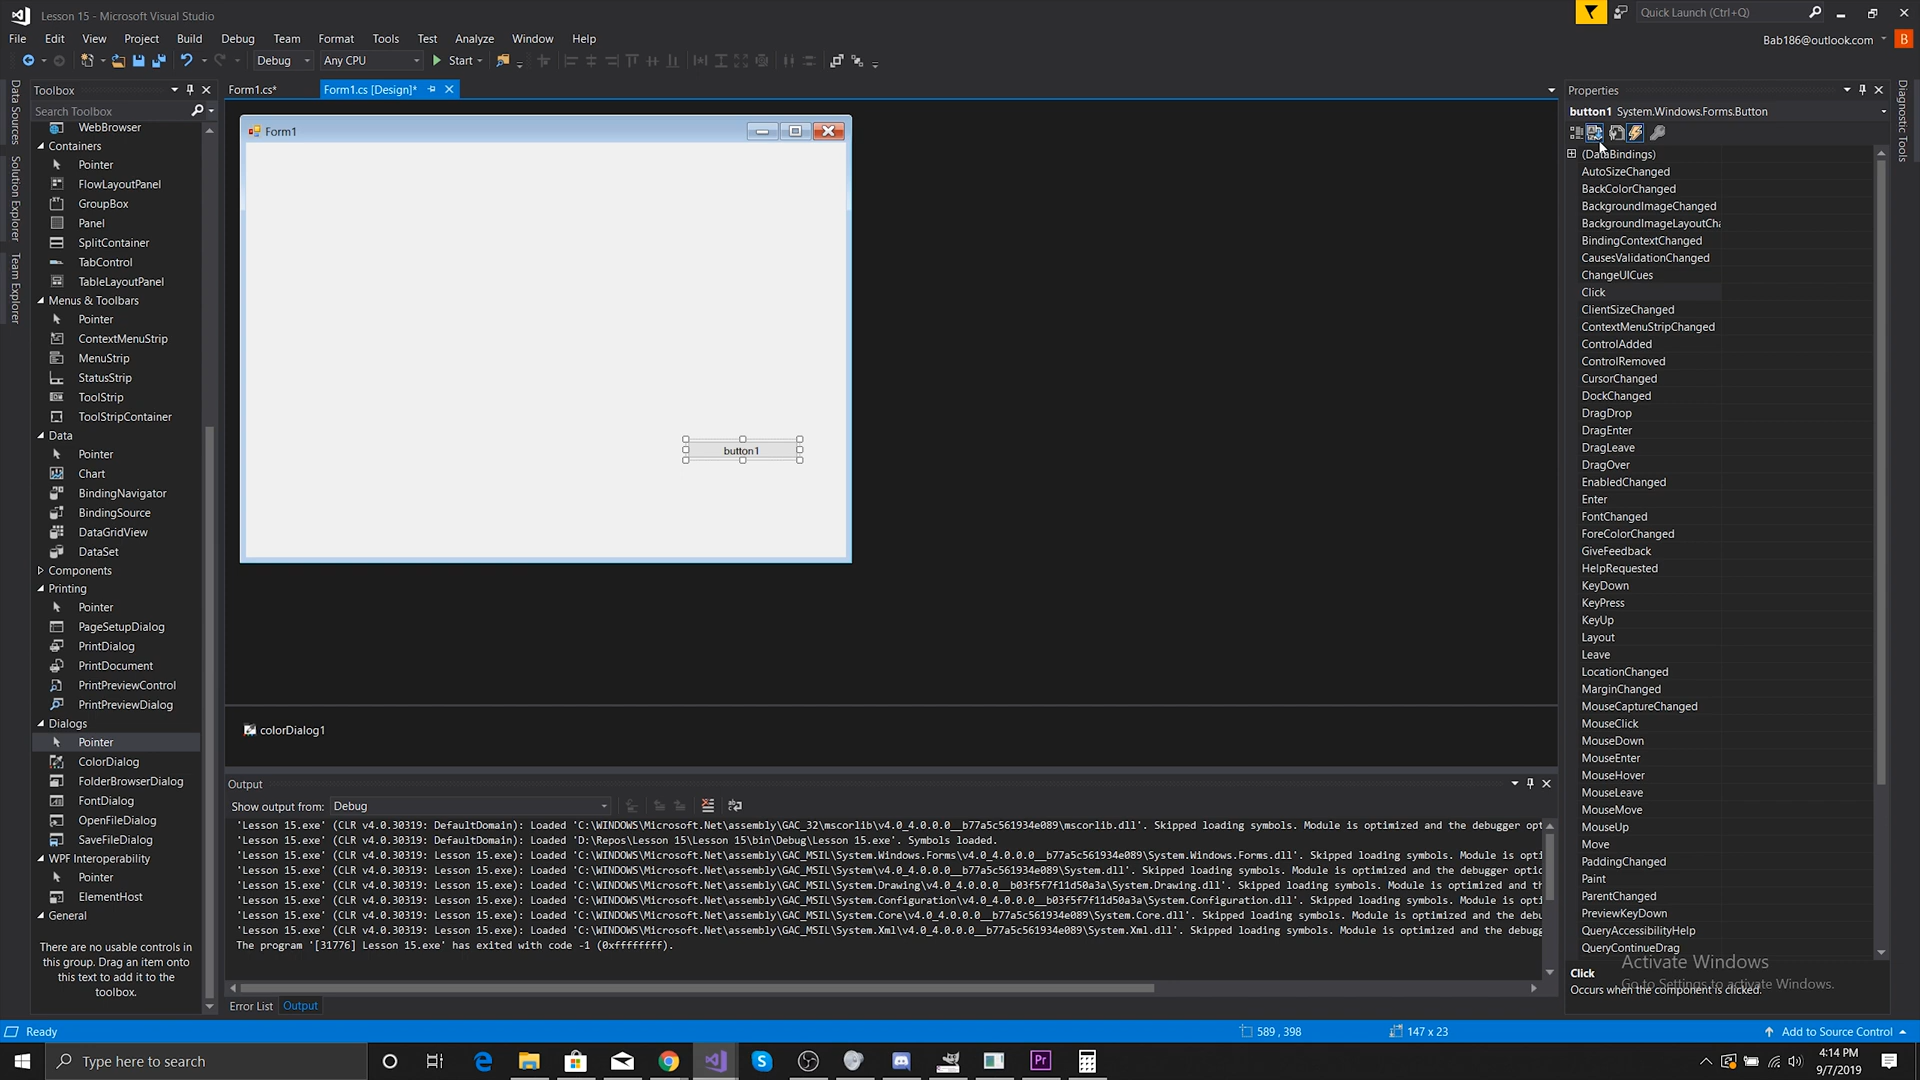 Lesson 15 - Microsoft Visual Studio
Quick Launch (Ctrl+Q)
File Edit View Project Build Debug Team Format Tools Test Analyze Window Help
Bab186@outlook.com B
Debug Any CPU Start
Data Sources
Solution Explorer
Team Explorer
Toolbox
Search Toolbox
WebBrowser
Containers
Pointer
FlowLayoutPanel
GroupBox
Panel
SplitContainer
TabControl
TableLayoutPanel
Menus & Toolbars
Pointer
ContextMenuStrip
MenuStrip
StatusStrip
ToolStrip
ToolStripContainer
Data
Pointer
Chart
BindingNavigator
BindingSource
DataGridView
DataSet
Components
Printing
Pointer
PageSetupDialog
PrintDialog
PrintDocument
PrintPreviewControl
PrintPreviewDialog
Dialogs
Pointer
ColorDialog
FolderBrowserDialog
FontDialog
OpenFileDialog
SaveFileDialog
WPF Interoperability
Pointer
ElementHost
General
There are no usable controls in
this group. Drag an item onto
this text to add it to the
toolbox.
Form1.cs* Form1.cs [Design]*
Form1
button1
colorDialog1
Output
Show output from: Debug
'Lesson 15.exe' (CLR v4.0.30319: DefaultDomain): Loaded 'C:\WINDOWS\Microsoft.Net\assembly\GAC_32\mscorlib\v4.0_4.0.0.0__b77a5c561934e089\mscorlib.dll'. Skipped loading symbols. Module is optimized and the debugger opt
'Lesson 15.exe' (CLR v4.0.30319: DefaultDomain): Loaded 'D:\Repos\Lesson 15\Lesson 15\bin\Debug\Lesson 15.exe'. Symbols loaded.
'Lesson 15.exe' (CLR v4.0.30319: Lesson 15.exe): Loaded 'C:\WINDOWS\Microsoft.Net\assembly\GAC_MSIL\System.Windows.Forms\v4.0_4.0.0.0__b77a5c561934e089\System.Windows.Forms.dll'. Skipped loading symbols. Module is opti
'Lesson 15.exe' (CLR v4.0.30319: Lesson 15.exe): Loaded 'C:\WINDOWS\Microsoft.Net\assembly\GAC_MSIL\System\v4.0_4.0.0.0__b77a5c561934e089\System.dll'. Skipped loading symbols. Module is optimized and the debugger optio
'Lesson 15.exe' (CLR v4.0.30319: Lesson 15.exe): Loaded 'C:\WINDOWS\Microsoft.Net\assembly\GAC_MSIL\System.Drawing\v4.0_4.0.0.0__b03f5f7f11d50a3a\System.Drawing.dll'. Skipped loading symbols. Module is optimized and th
'Lesson 15.exe' (CLR v4.0.30319: Lesson 15.exe): Loaded 'C:\WINDOWS\Microsoft.Net\assembly\GAC_MSIL\System.Configuration\v4.0_4.0.0.0__b03f5f7f11d50a3a\System.Configuration.dll'. Skipped loading symbols. Module is opti
'Lesson 15.exe' (CLR v4.0.30319: Lesson 15.exe): Loaded 'C:\WINDOWS\Microsoft.Net\assembly\GAC_MSIL\System.Core\v4.0_4.0.0.0__b77a5c561934e089\System.Core.dll'. Skipped loading symbols. Module is optimized and the debu
'Lesson 15.exe' (CLR v4.0.30319: Lesson 15.exe): Loaded 'C:\WINDOWS\Microsoft.Net\assembly\GAC_MSIL\System.Xml\v4.0_4.0.0.0__b77a5c561934e089\System.Xml.dll'. Skipped loading symbols. Module is optimized and the debugg
The program '[31776] Lesson 15.exe' has exited with code -1 (0xffffffff).
Error List Output
Properties
button1 System.Windows.Forms.Button
(DataBindings)
AutoSizeChanged
BackColorChanged
BackgroundImageChanged
BackgroundImageLayoutCha
BindingContextChanged
CausesValidationChanged
ChangeUICues
Click
ClientSizeChanged
ContextMenuStripChanged
ControlAdded
ControlRemoved
CursorChanged
DockChanged
DragDrop
DragEnter
DragLeave
DragOver
EnabledChanged
Enter
FontChanged
ForeColorChanged
GiveFeedback
HelpRequested
KeyDown
KeyPress
KeyUp
Layout
Leave
LocationChanged
MarginChanged
MouseCaptureChanged
MouseClick
MouseDown
MouseEnter
MouseHover
MouseLeave
MouseMove
MouseUp
Move
PaddingChanged
Paint
ParentChanged
PreviewKeyDown
QueryAccessibilityHelp
QueryContinueDrag
Activate Windows
Go to Settings to activate Windows.
Click
Occurs when the component is clicked.
Diagnostic Tools
Ready 589 , 398 147 x 23 Add to Source Control
Type here to search
4:14 PM
9/7/2019